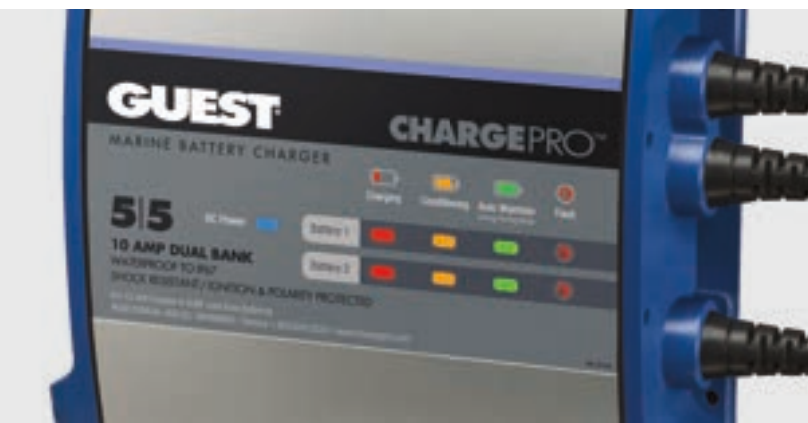 GUEST
CHARGEPRO™
MARINE BATTERY CHARGER
Charging Conditioning Auto Maintain Fault
5|5
DC Power
Battery 1
10 AMP DUAL BANK
Battery 2
WATERPROOF TO IP67
SHOCK RESISTANT/ IGNITION & POLARITY PROTECTED